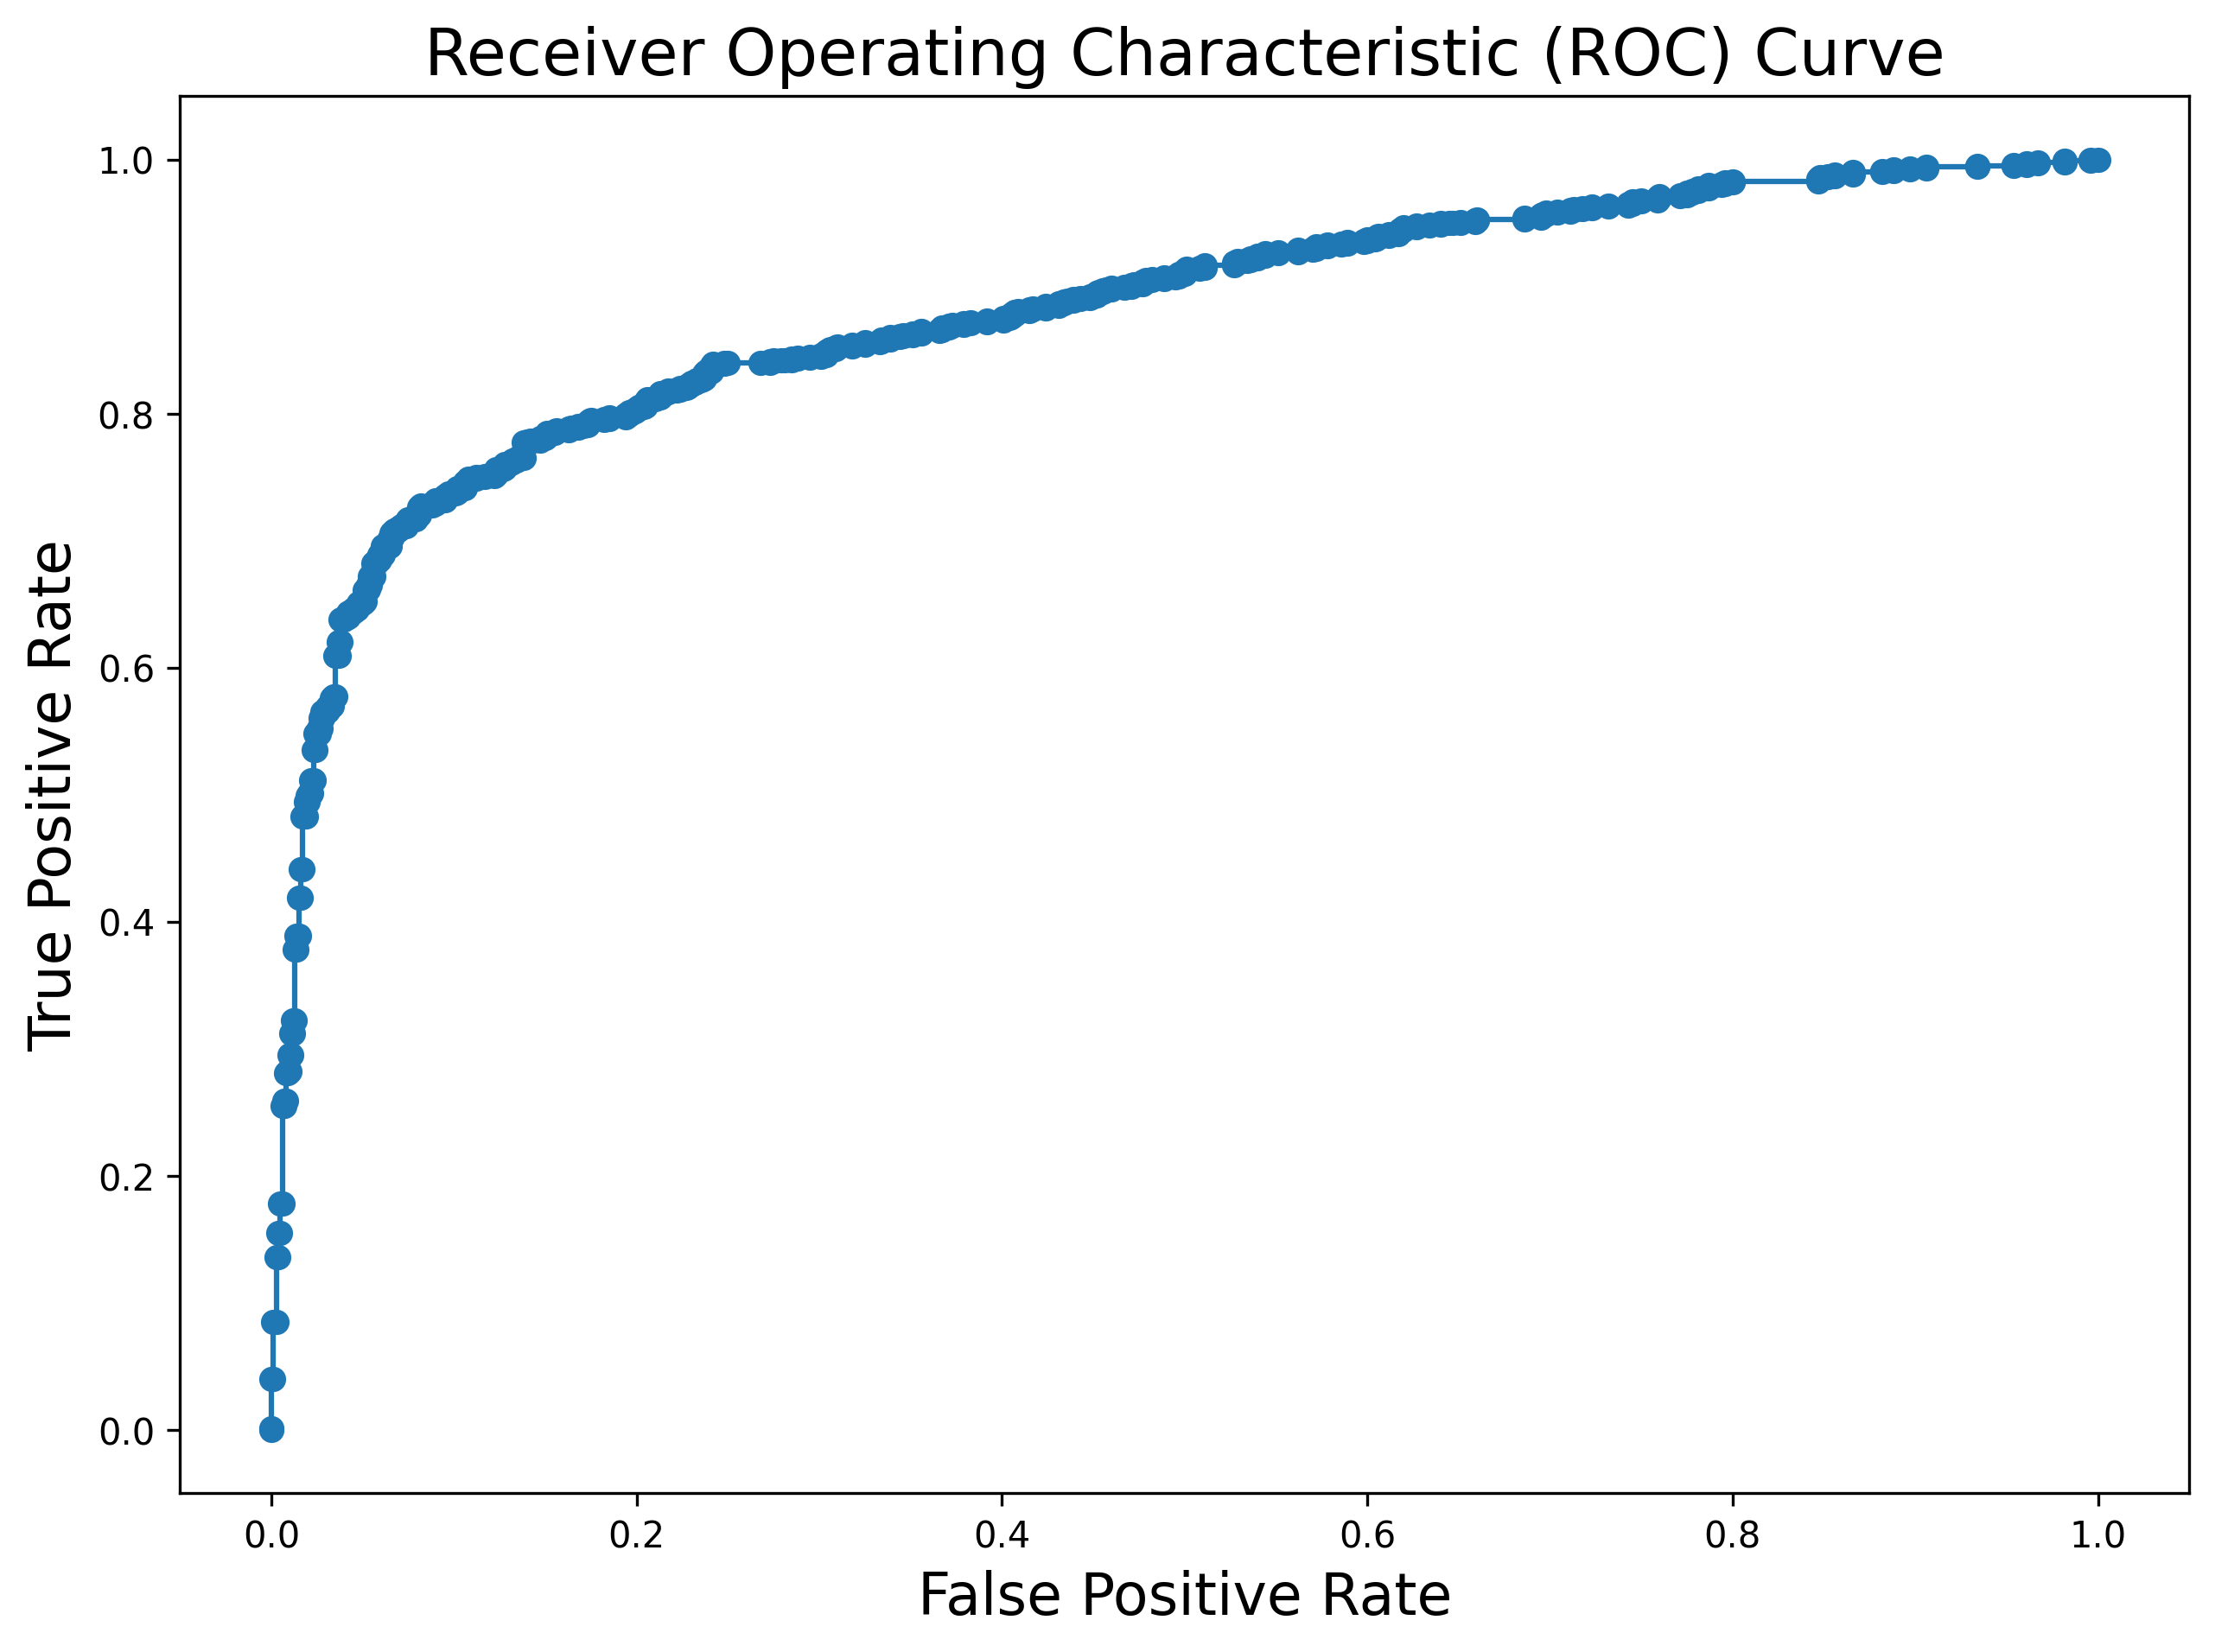 Receiver Operating Characteristic (ROC) Curve
True Positive Rate
1.0
0.8
0.6
0.4
0.2
0.0
0.0 0.2 0.4 0.6 0.8 1.0
False Positive Rate